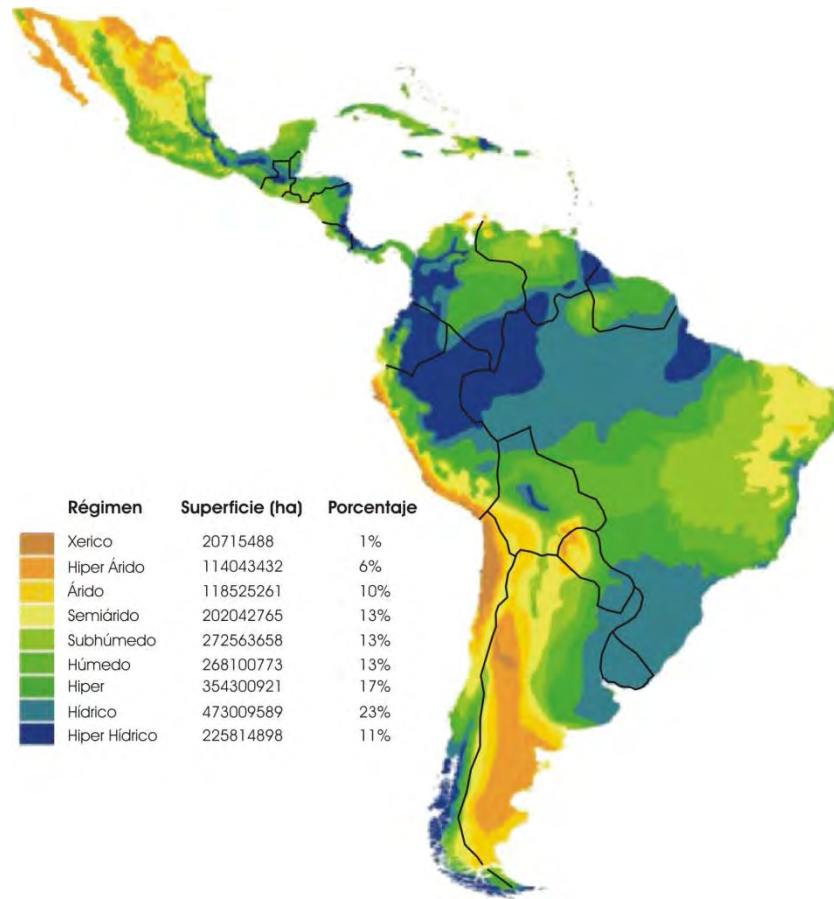 Régimen Superficie (ha) Porcentaje
Xerico 20715488 1%
Hiper Árido 114043432 6%
Árido 118525261 10%
Semiárido 202042765 13%
Subhúmedo 272563658 13%
Húmedo 268100773 13%
Hiper 354300921 17%
Hídrico 473009589 23%
Hiper Hídrico 225814898 11%